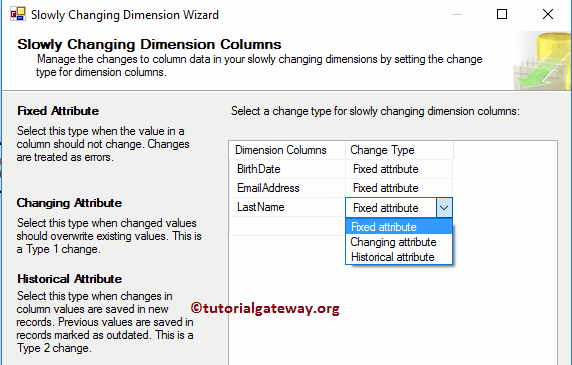 Slowly Changing Dimension Wizard
Slowly Changing Dimension Columns
Manage the changes to column data in your slowly changing dimensions by setting the change
type for dimension columns.
Fixed Attribute
Select this type when the value in a
column should not change. Changes
are treated as errors.
Changing Attribute
Select this type when changed values
should overwrite existing values. This is
a Type 1 change.
Historical Attribute
Select this type when changes in
column values are saved in new
records. Previous values are saved in
records marked as outdated. This is a
Type 2 change.
Select a change type for slowly changing dimension columns:
Dimension Columns Change Type
BirthDate Fixed attribute
EmailAddress Fixed attribute
LastName Fixed attribute
Fixed attribute
Changing attribute
Historical attribute
©tutorialgateway.org